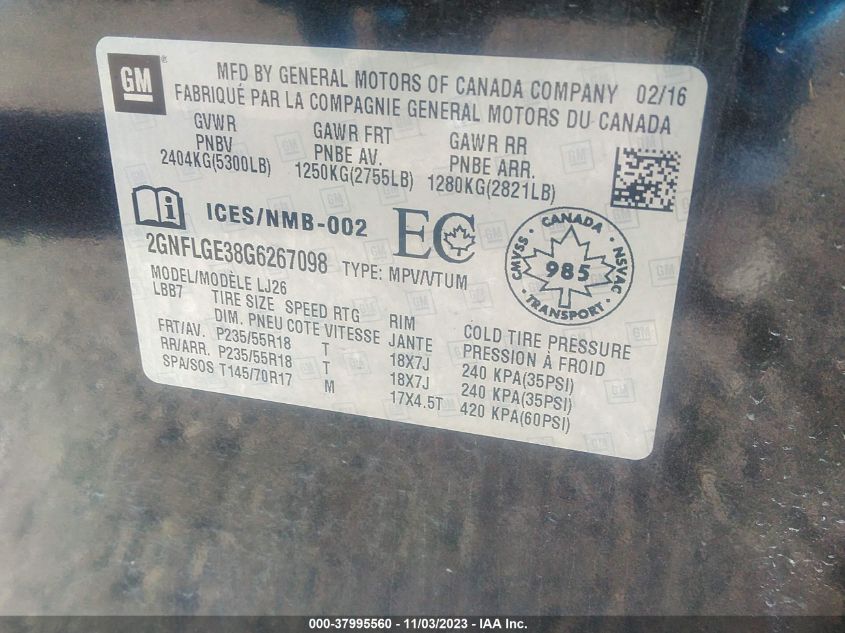 GM
MFD BY GENERAL MOTORS OF CANADA COMPANY 02/16
FABRIQUÉ PAR LA COMPAGNIE GENERAL MOTORS DU CANADA
GVWR GAWR FRT GAWR RR
PNBV PNBE AV. PNBE ARR.
2404KG(5300LB) 1250KG(2755LB) 1280KG(2821LB)
i ICES/NMB-002 EC
CANADA
CMVSS 985 NSVAC
TRANSPORT
2GNFLGE38G6267098 TYPE: MPV/VTUM
MODEL/MODÈLE LJ26
LBB7 TIRE SIZE SPEED RTG RIM COLD TIRE PRESSURE
DIM. PNEU COTE VITESSE JANTE PRESSION À FROID
FRT/AV. P235/55R18 T 18X7J 240 KPA(35PSI)
RR/ARR. P235/55R18 T 18X7J 240 KPA(35PSI)
SPA/SOS T145/70R17 M 17X4.5T 420 KPA(60PSI)
000-37995560 - 11/03/2023 - IAA Inc.